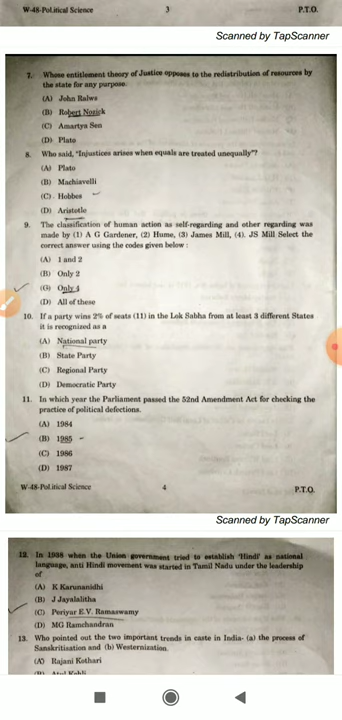 W-48-Political Science 3 P.T.O.
Scanned by TapScanner
7. Whose entitlement theory of Justice opposes to the redistribution of resources by
the state for any purpose.
(A) John Ralws
(B) Robert Nozick
(C) Amartya Sen
(D) Plato
8. Who said, "Injustices arises when equals are treated unequally"?
(A) Plato
(B) Machiavelli
(C) Hobbes
(D) Aristotle
9. The classification of human action as self-regarding and other regarding was
made by (1) A G Gardener, (2) Hume, (3) James Mill, (4). JS Mill Select the
correct answer using the codes given below :
(A) 1 and 2
(B) Only 2
(C) Only 4
(D) All of these
10. If a party wins 2% of seats (11) in the Lok Sabha from at least 3 different States
it is recognized as a
(A) National party
(B) State Party
(C) Regional Party
(D) Democratic Party
11. In which year the Parliament passed the 52nd Amendment Act for checking the
practice of political defections.
(A) 1984
(B) 1985
(C) 1986
(D) 1987
W-48-Political Science 4 P.T.O.
Scanned by TapScanner
12. In 1938 when the Union government tried to establish 'Hindi' as national
language, anti Hindi movement was started in Tamil Nadu under the leadership
of
(A) K Karunanidhi
(B) J Jayalalitha
(C) Periyar E.V. Ramaswamy
(D) MG Ramchandran
13. Who pointed out the two important trends in caste in India- (a) the process of
Sanskritisation and (b) Westernization.
(A) Rajani Kothari
(B) Atul Kohli